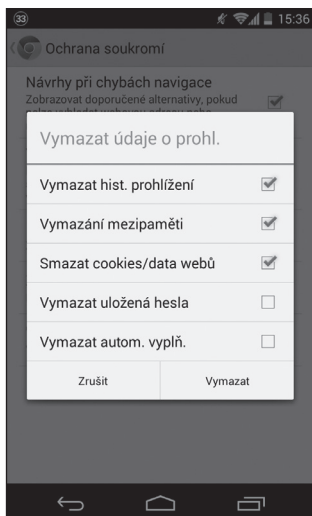 33 15:36
Ochrana soukromí
Návrhy při chybách navigace
Zobrazovat doporučené alternativy, pokud
Vymazat údaje o prohl.
Vymazat hist. prohlížení
Vymazání mezipaměti
Smazat cookies/data webů
Vymazat uložená hesla
Vymazat autom. vyplň.
Zrušit Vymazat